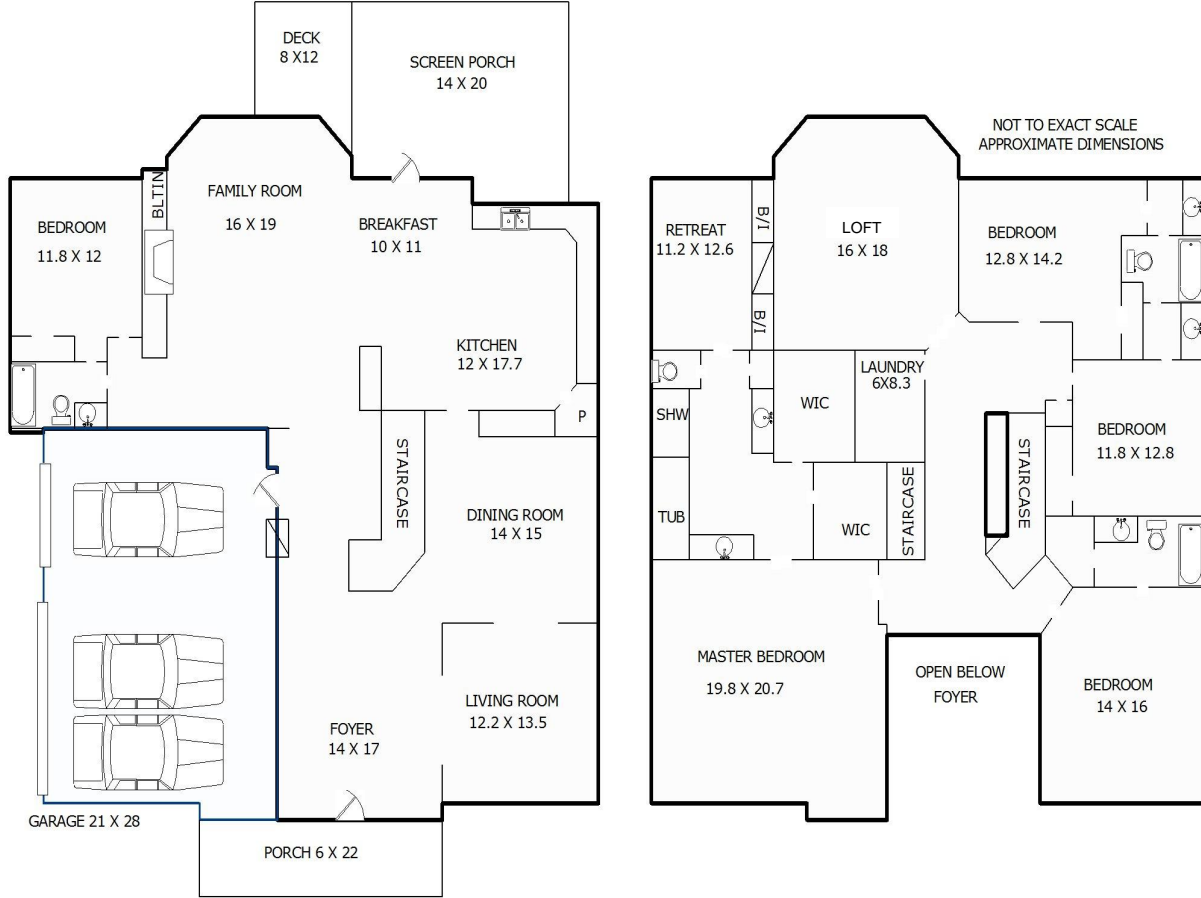 DECK
8 X12
SCREEN PORCH
14 X 20
BLTIN
FAMILY ROOM
16 X 19
BEDROOM
11.8 X 12
BREAKFAST
10 X 11
KITCHEN
12 X 17.7
P
STAIRCASE
DINING ROOM
14 X 15
LIVING ROOM
12.2 X 13.5
FOYER
14 X 17
GARAGE 21 X 28
PORCH 6 X 22
NOT TO EXACT SCALE
APPROXIMATE DIMENSIONS
RETREAT
11.2 X 12.6
B/I
B/I
LOFT
16 X 18
BEDROOM
12.8 X 14.2
LAUNDRY
6X8.3
WIC
SHW
BEDROOM
11.8 X 12.8
STAIRCASE
TUB
WIC
STAIRCASE
MASTER BEDROOM
19.8 X 20.7
OPEN BELOW
FOYER
BEDROOM
14 X 16